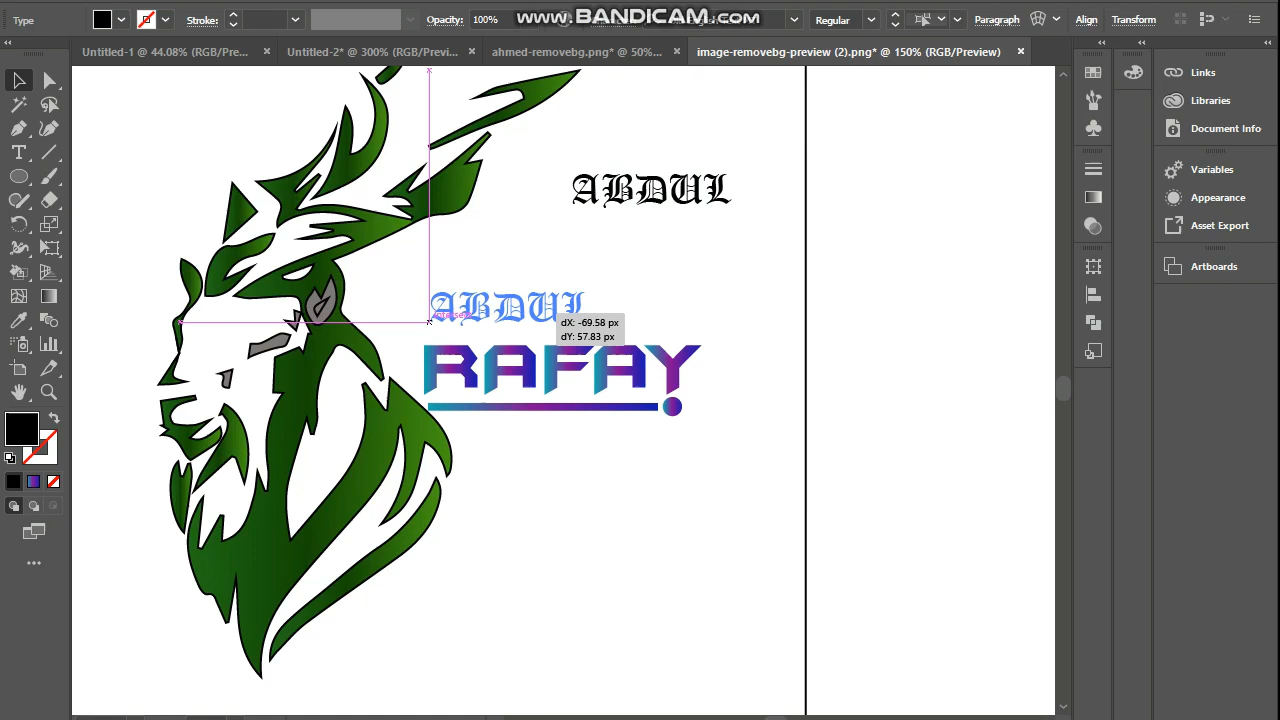 Type
Stroke:
Opacity: 100%
www.BANDICAM.com
Regular
Paragraph
Align
Transform
Untitled-1 @ 44.08% (RGB/Pre...
Untitled-2* @ 300% (RGB/Previ...
ahmed-removebg.png* @ 50%...
image-removebg-preview (2).png* @ 150% (RGB/Preview)
Links
Libraries
Document Info
Variables
Appearance
Asset Export
Artboards
ABDUL
ABDUL
dX: -69.58 px
dY: 57.83 px
RAFAY